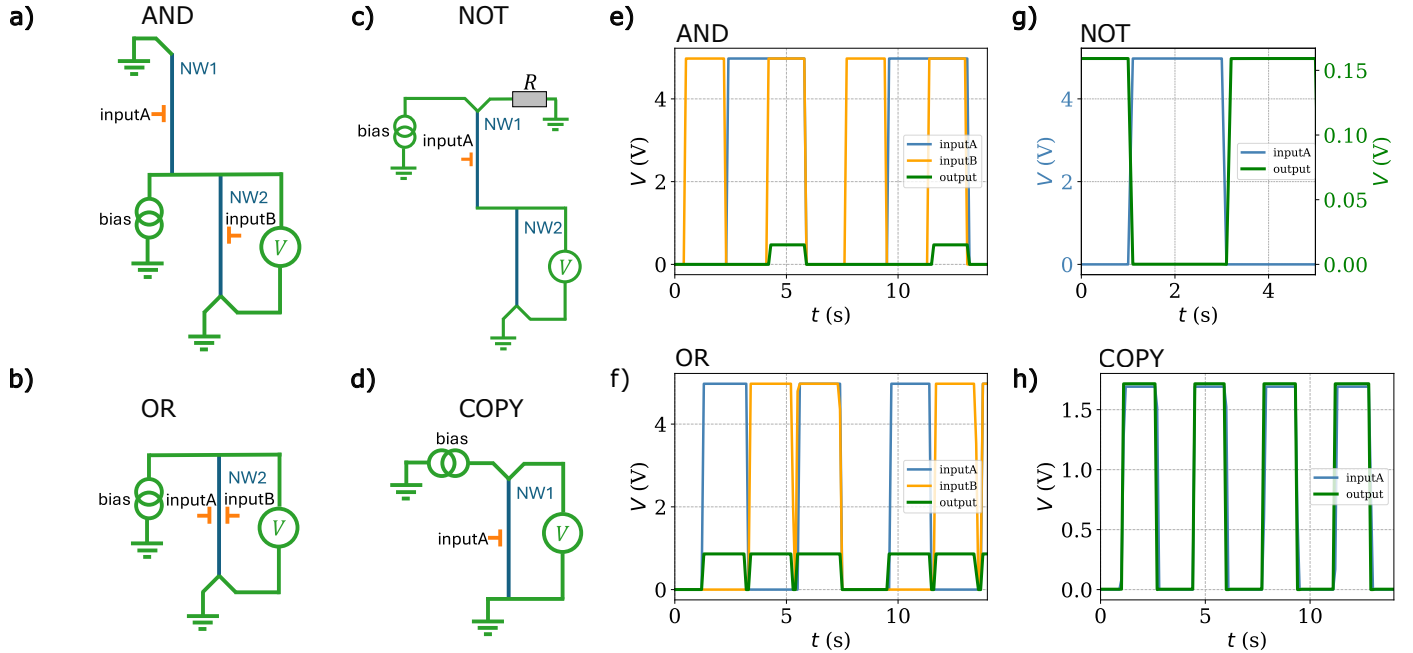 a)
AND
NW1
inputA
NW2
inputB
bias
V
b)
OR
NW2
inputA
inputB
bias
V
c)
NOT
R
bias
NW1
inputA
NW2
V
d)
COPY
bias
NW1
inputA
V
e)
AND
4
2
0
V (V)
inputA
inputB
output
0
5
10
t (s)
f)
OR
4
2
0
V (V)
inputA
inputB
output
0
5
10
t (s)
g)
NOT
4
2
0
V (V)
0.15
0.10
0.05
0.00
V (V)
inputA
output
0
2
4
t (s)
h)
COPY
1.5
1.0
0.5
0.0
V (V)
inputA
output
0
5
10
t (s)